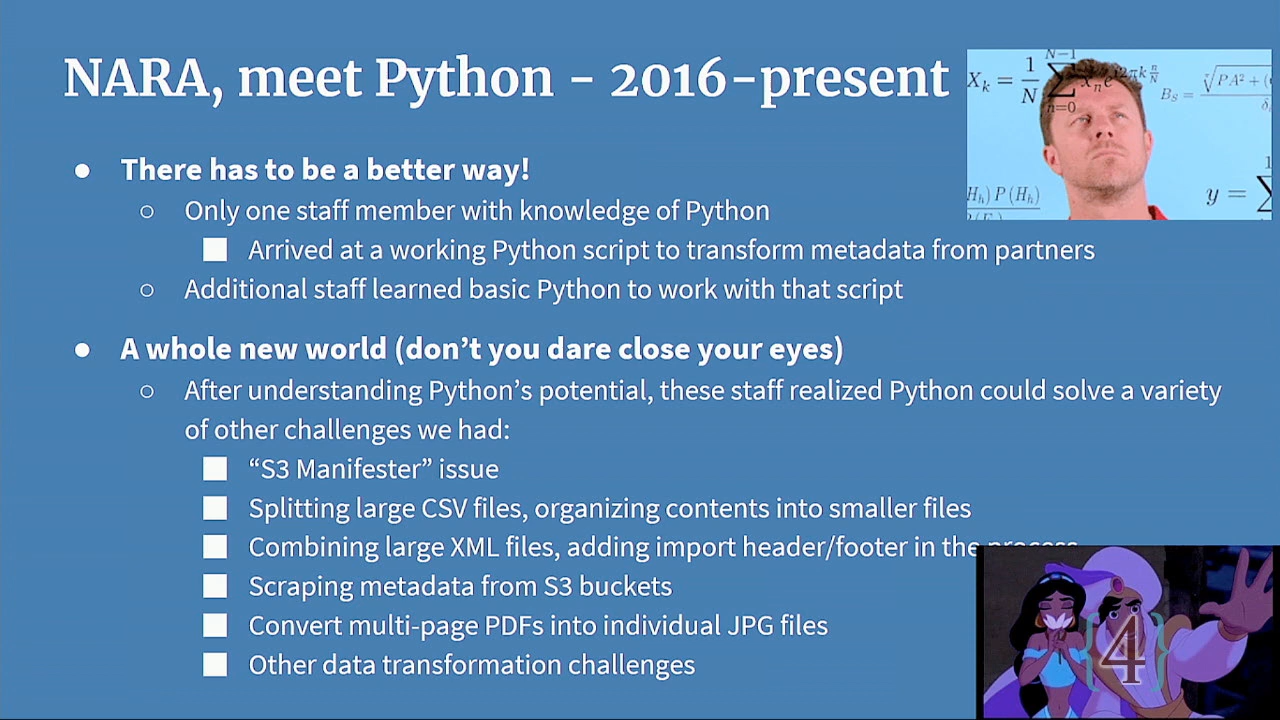 NARA, meet Python - 2016-present
● There has to be a better way!
○ Only one staff member with knowledge of Python
■ Arrived at a working Python script to transform metadata from partners
○ Additional staff learned basic Python to work with that script
● A whole new world (don't you dare close your eyes)
○ After understanding Python's potential, these staff realized Python could solve a variety
of other challenges we had:
■ “S3 Manifester” issue
■ Splitting large CSV files, organizing contents into smaller files
■ Combining large XML files, adding import header/footer in the process
■ Scraping metadata from S3 buckets
■ Convert multi-page PDFs into individual JPG files
■ Other data transformation challenges
{4}